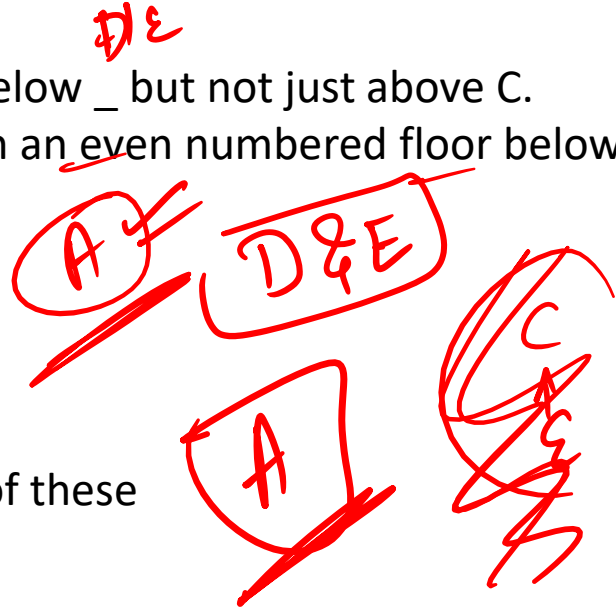 D/E
elow _ but not just above C.
n an even numbered floor below
A
D & E
C
A
E
of these